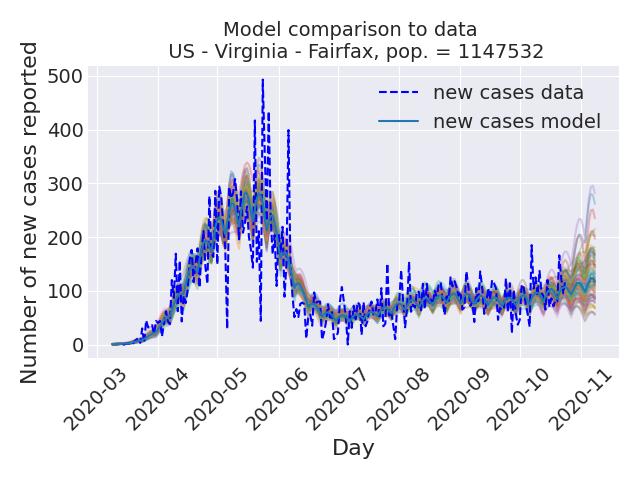 Model comparison to data
US - Virginia - Fairfax, pop. = 1147532
Number of new cases reported
500
400
300
200
100
0
new cases data
new cases model
2020-03
2020-04
2020-05
2020-06
2020-07
2020-08
2020-09
2020-10
2020-11
Day